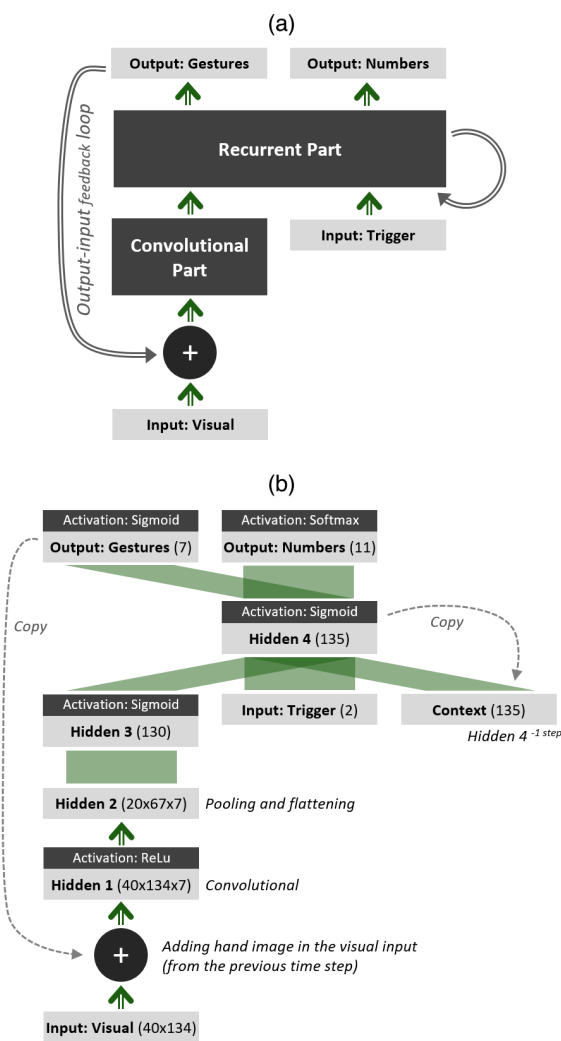 (a)
Output: Gestures
Output: Numbers
Output-input feedback loop
Recurrent Part
Input: Trigger
Convolutional
Part
+
Input: Visual
(b)
Activation: Sigmoid
Output: Gestures (7)
Activation: Softmax
Output: Numbers (11)
Copy
Activation: Sigmoid
Hidden 4 (135)
Copy
Activation: Sigmoid
Hidden 3 (130)
Input: Trigger (2)
Context (135)
Hidden 4 -1 step
Hidden 2 (20x67x7)
Pooling and flattening
Activation: ReLu
Hidden 1 (40x134x7)
Convolutional
+
Adding hand image in the visual input
(from the previous time step)
Input: Visual (40x134)